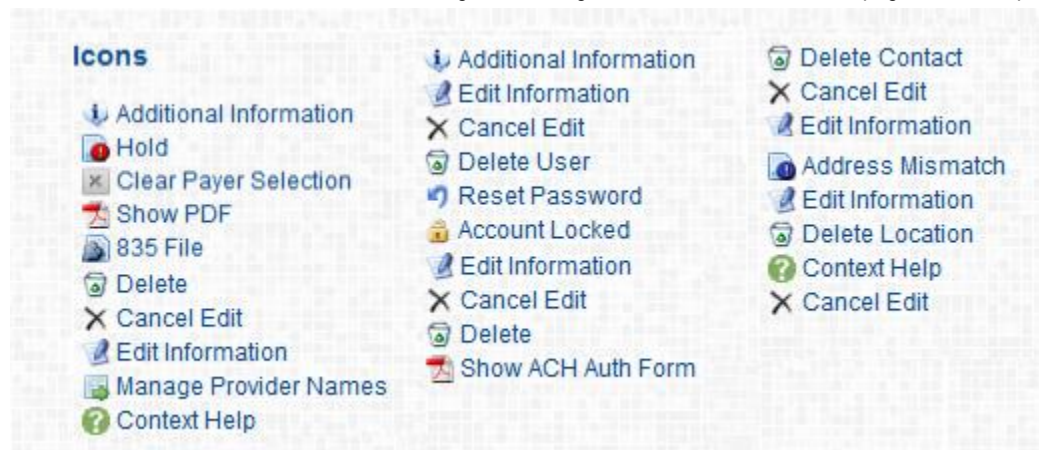 Icons
Additional Information
Hold
Clear Payer Selection
Show PDF
835 File
Delete
Cancel Edit
Edit Information
Manage Provider Names
Context Help
Additional Information
Edit Information
Cancel Edit
Delete User
Reset Password
Account Locked
Edit Information
Cancel Edit
Delete
Show ACH Auth Form
Delete Contact
Cancel Edit
Edit Information
Address Mismatch
Edit Information
Delete Location
Context Help
Cancel Edit